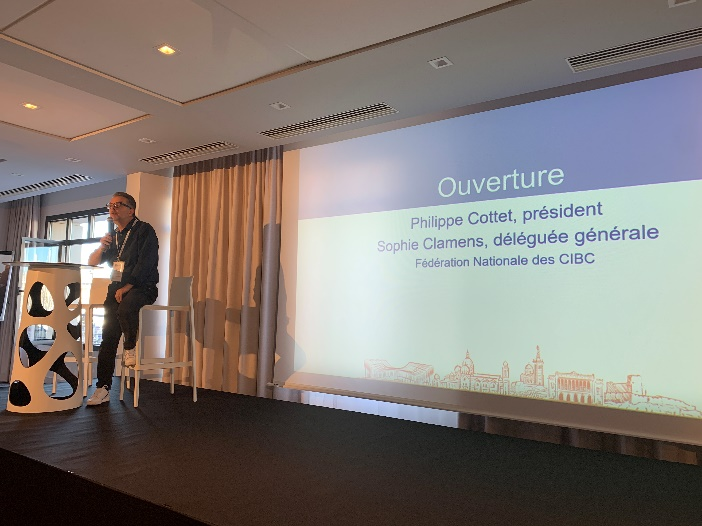 Ouverture
Philippe Cottet, président
Sophie Clamens, déléguée générale
Fédération Nationale des CIBC